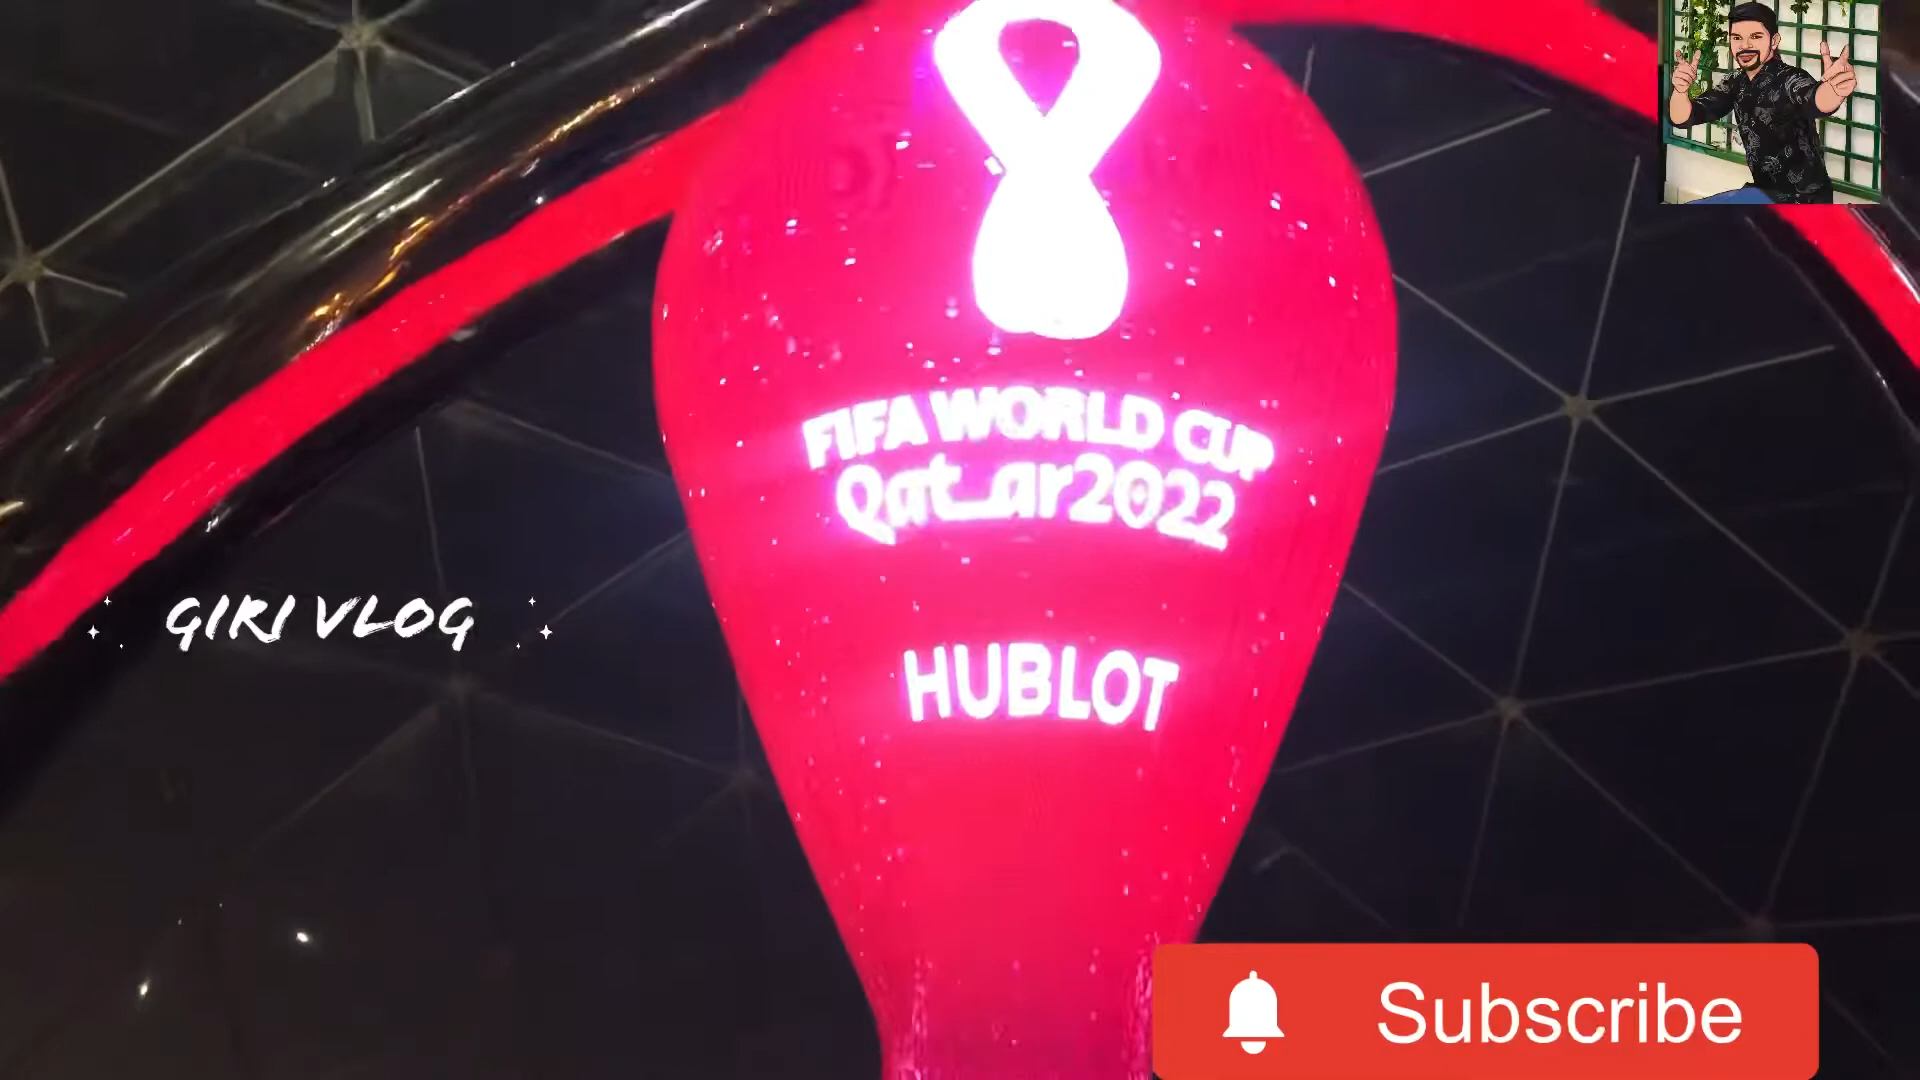 FIFA WORLD CUP
Qatar2022
GIRI VLOG
HUBLOT
Subscribe